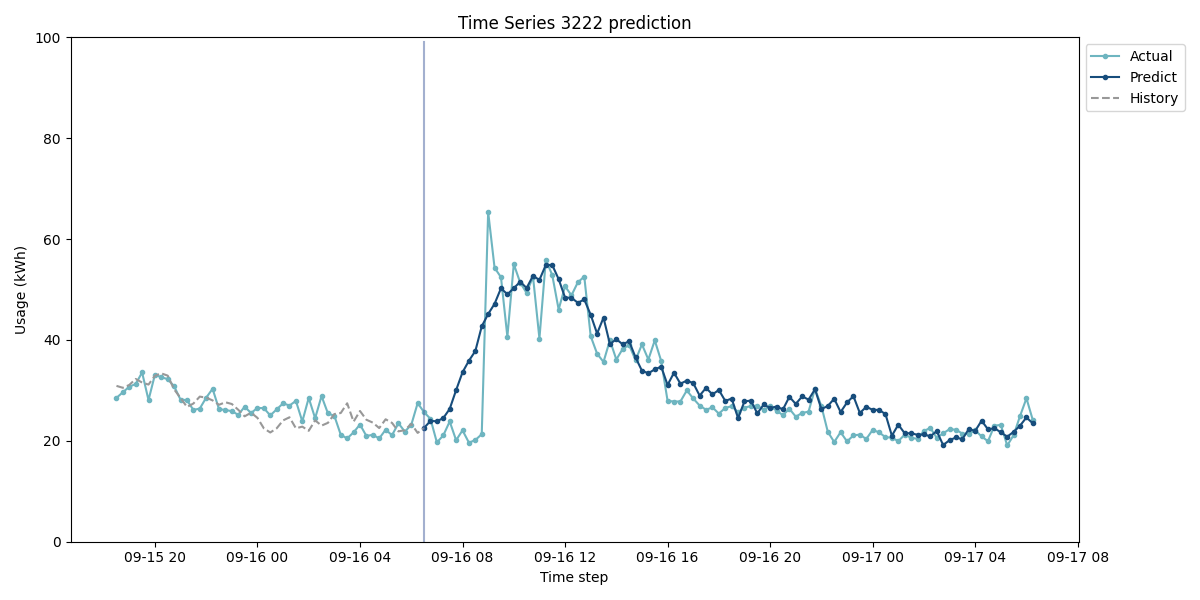 Time Series 3222 prediction
100
80
60
40
20
0
Usage (kWh)
09-15 20
09-16 00
09-16 04
09-16 08
09-16 12
09-16 16
09-16 20
09-17 00
09-17 04
09-17 08
Time step
Actual
Predict
History